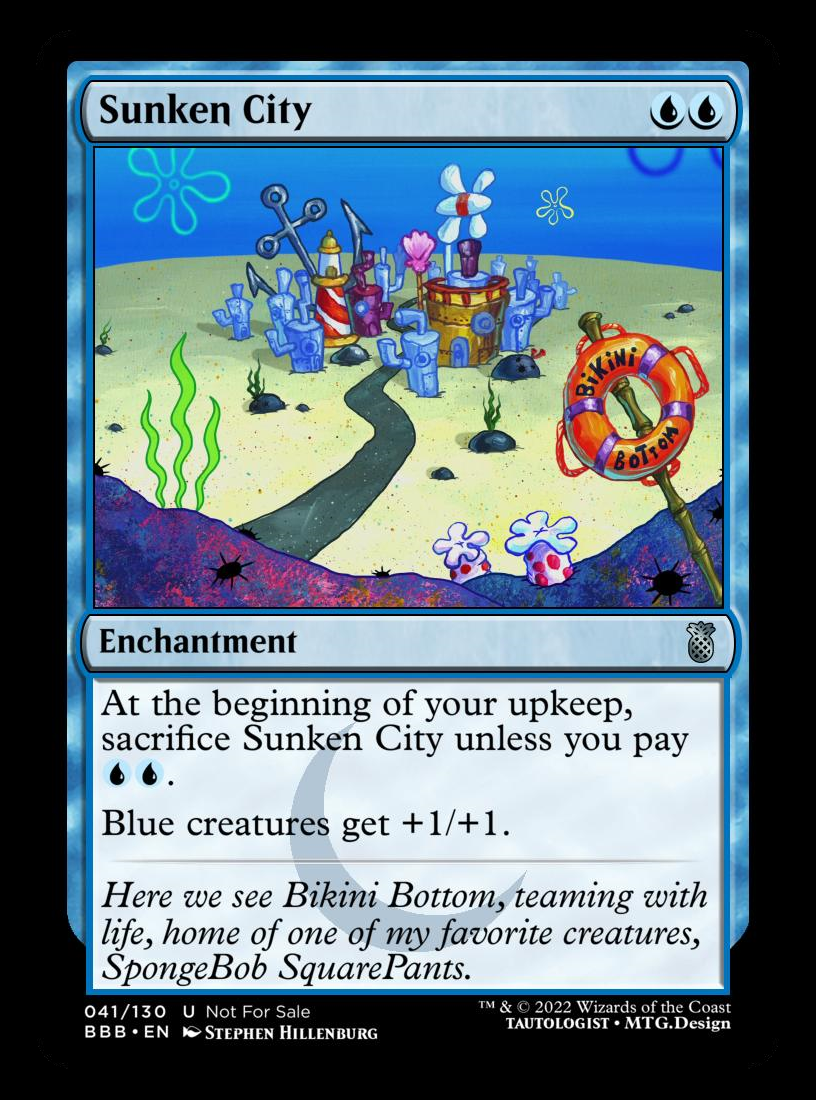 Sunken City
BiKiNi
BOTTOM
Enchantment
At the beginning of your upkeep,
sacrifice Sunken City unless you pay
.
Blue creatures get +1/+1.
Here we see Bikini Bottom, teaming with
life, home of one of my favorite creatures,
SpongeBob SquarePants.
041/130 U Not For Sale
BBB • EN STEPHEN HILLENBURG
™ & © 2022 Wizards of the Coast
TAUTOLOGIST • MTG.Design